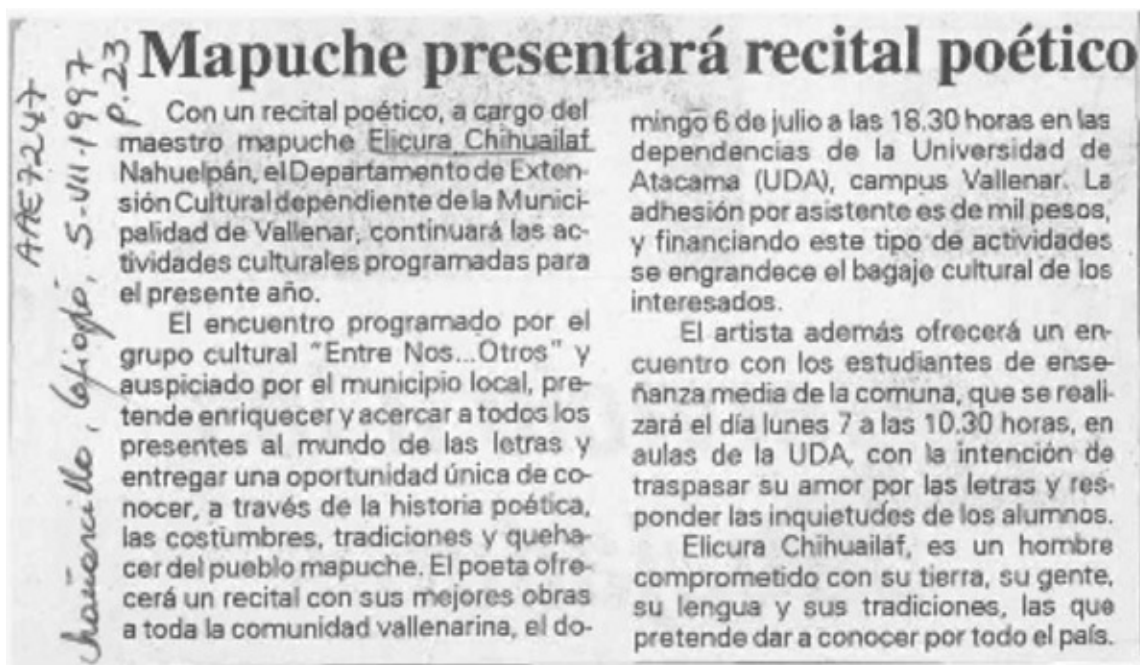 Mapuche presentará recital poético
Con un recital poético, a cargo del
maestro mapuche Elicura Chihuailaf
Nahuelpán, el Departamento de Exten-
sión Cultural dependiente de la Munici-
palidad de Vallenar, continuará las ac-
tividades culturales programadas para
el presente año.
El encuentro programado por el
grupo cultural "Entre Nos...Otros" y
auspiciado por el municipio local, pre-
tende enriquecer y acercar a todos los
presentes al mundo de las letras y
entregar una oportunidad única de co-
nocer, a través de la historia poética,
las costumbres, tradiciones y queha-
cer del pueblo mapuche. El poeta ofre-
cerá un recital con sus mejores obras
a toda la comunidad vallenarina, el do-
mingo 6 de julio a las 18.30 horas en las
dependencias de la Universidad de
Atacama (UDA), campus Vallenar. La
adhesión por asistente es de mil pesos,
y financiando este tipo de actividades
se engrandece el bagaje cultural de los
interesados.
El artista además ofrecerá un en-
cuentro con los estudiantes de ense-
ñanza media de la comuna, que se reali-
zará el día lunes 7 a las 10.30 horas, en
aulas de la UDA, con la intención de
traspasar su amor por las letras y res-
ponder las inquietudes de los alumnos.
Elicura Chihuailaf, es un hombre
comprometido con su tierra, su gente,
su lengua y sus tradiciones, las que
pretende dar a conocer por todo el país.
AAE7247
Chañarcillo, Copiapó, 5-VII-1997
p.23